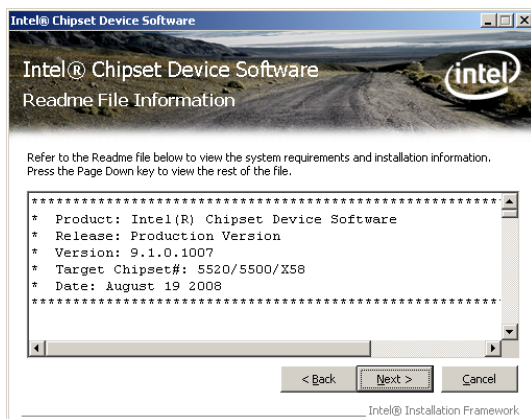 Intel® Chipset Device Software
Intel® Chipset Device Software
intel
Readme File Information
Refer to the Readme file below to view the system requirements and installation information.
Press the Page Down key to view the rest of the file.
*********************************************************
*  Product: Intel(R) Chipset Device Software
*  Release: Production Version
*  Version: 9.1.0.1007
*  Target Chipset#: 5520/5500/X58
*  Date: August 19 2008
*********************************************************
< Back
Next >
Cancel
Intel® Installation Framework